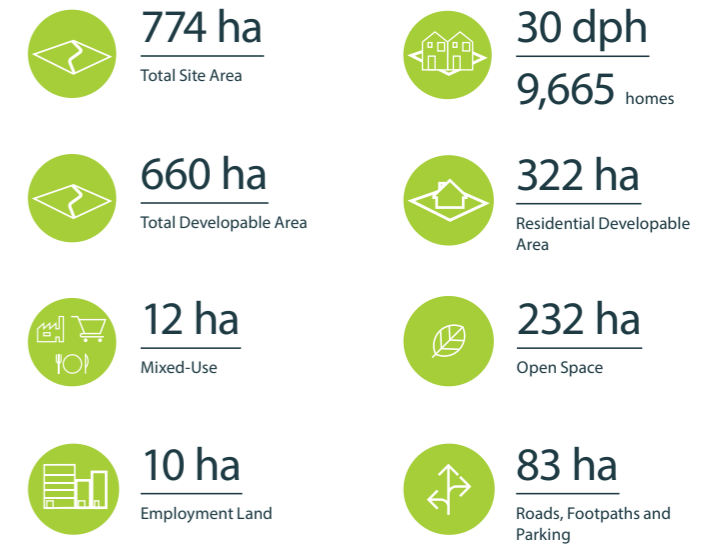 774 ha
Total Site Area
30 dph
9,665 homes
660 ha
Total Developable Area
322 ha
Residential Developable
Area
12 ha
Mixed-Use
232 ha
Open Space
10 ha
Employment Land
83 ha
Roads, Footpaths and
Parking